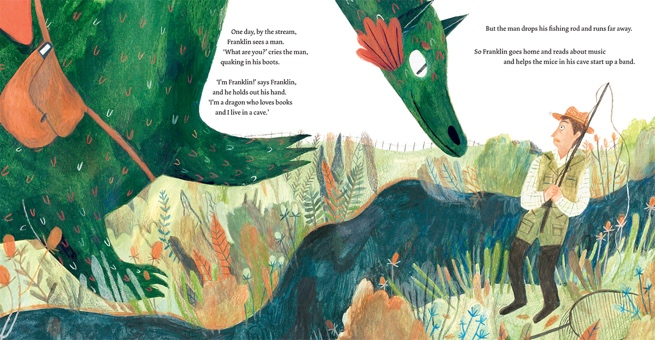 One day, by the stream,
Franklin sees a man.
‘What are you?’ cries the man,
quaking in his boots.
‘I’m Franklin!’ says Franklin,
and he holds out his hand.
‘I’m a dragon who loves books
and I live in a cave.’
But the man drops his fishing rod and runs far away.
So Franklin goes home and reads about music
and helps the mice in his cave start up a band.